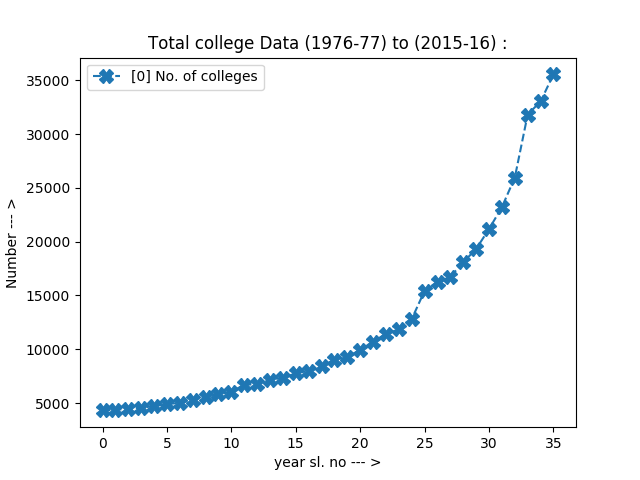 Total college Data (1976-77) to (2015-16) :
[0] No. of colleges
35000
30000
25000
20000
15000
10000
5000
Number --- >
0 5 10 15 20 25 30 35
year sl. no --- >